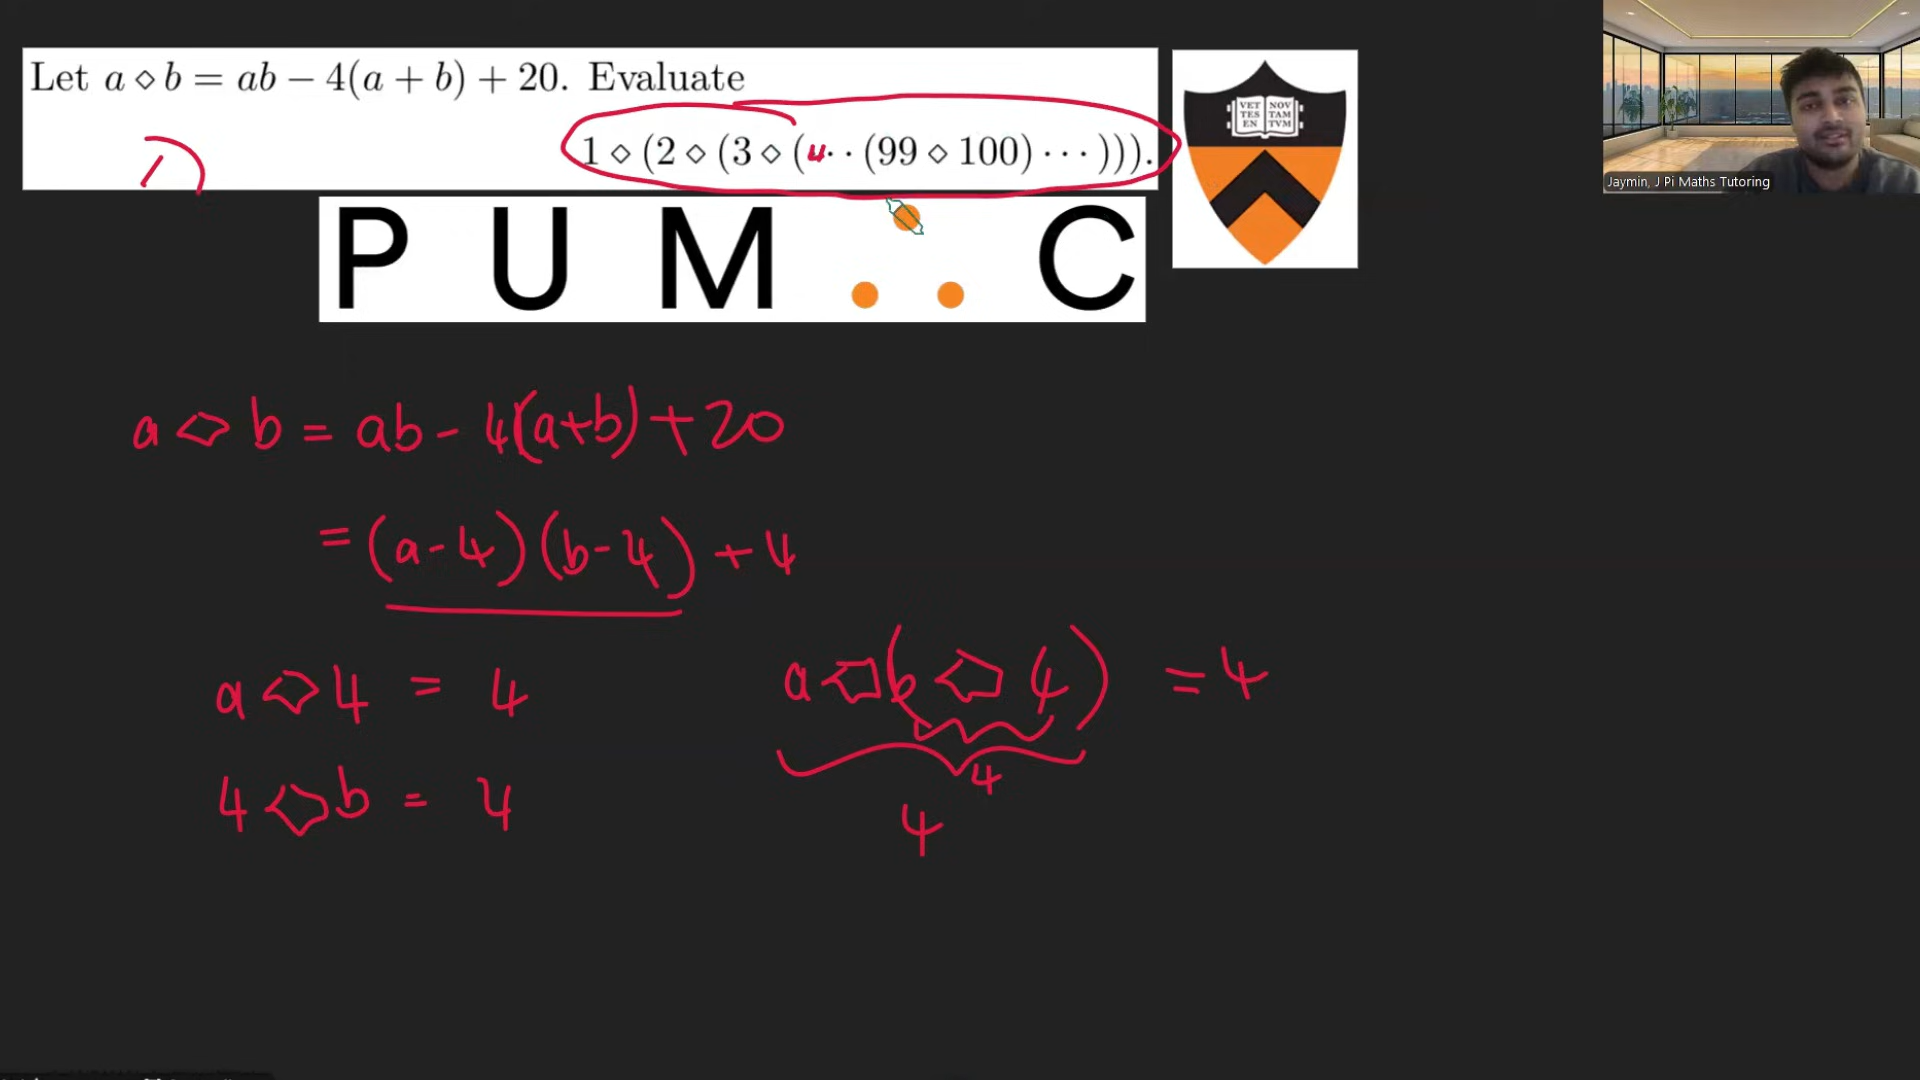 Let a ⋄ b = ab − 4(a + b) + 20. Evaluate
1 ⋄ (2 ⋄ (3 ⋄ (4·· (99 ⋄ 100) ··· ))).
VET NOV
TES TAM
EN TVM
Jaymin, J Pi Maths Tutoring
P U M C
a ⋄ b = ab - 4(a+b) + 20
= (a-4)(b-4) + 4
a ⋄ 4 = 4
a ⋄ (b ⋄ 4) = 4
4
4 ⋄ b = 4
4